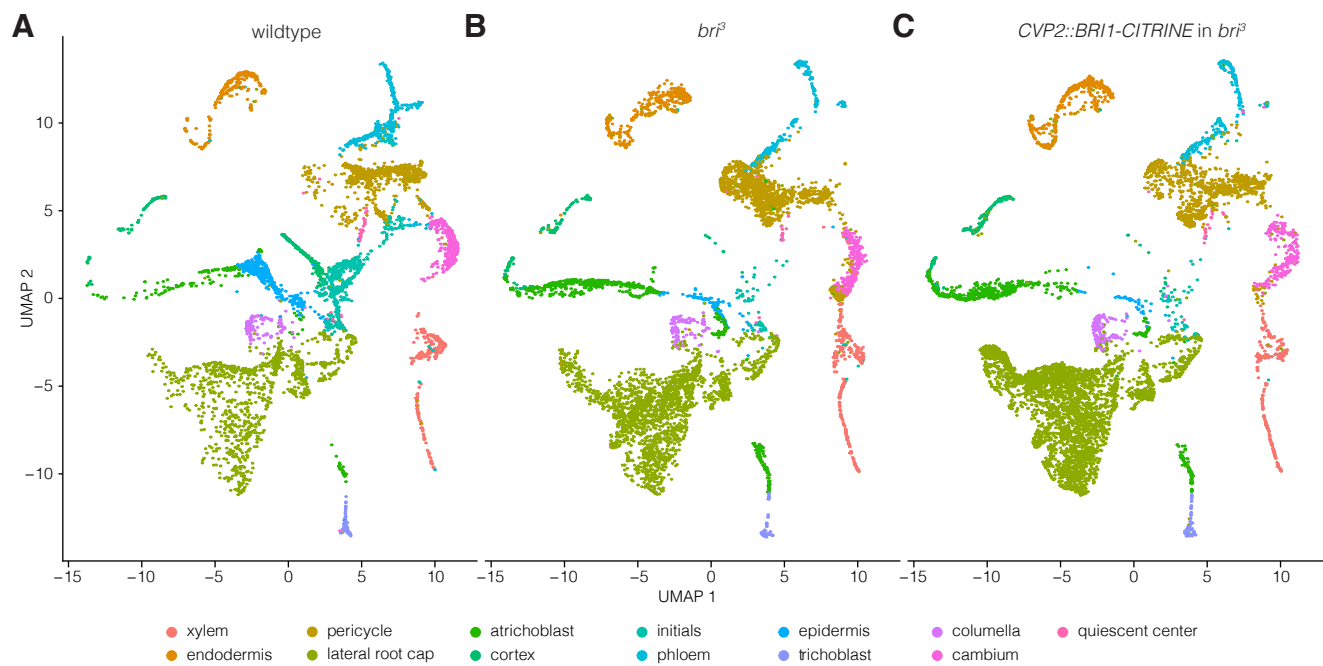 A wildtype B bri³ C CVP2::BRI1-CITRINE in bri³
10
5
0
−5
−10
UMAP 2
−15 −10 −5 0 5 10 −15 −10 −5 0 5 10 −15 −10 −5 0 5 10
UMAP 1
xylem pericycle atrichoblast initials epidermis columella quiescent center
endodermis lateral root cap cortex phloem trichoblast cambium